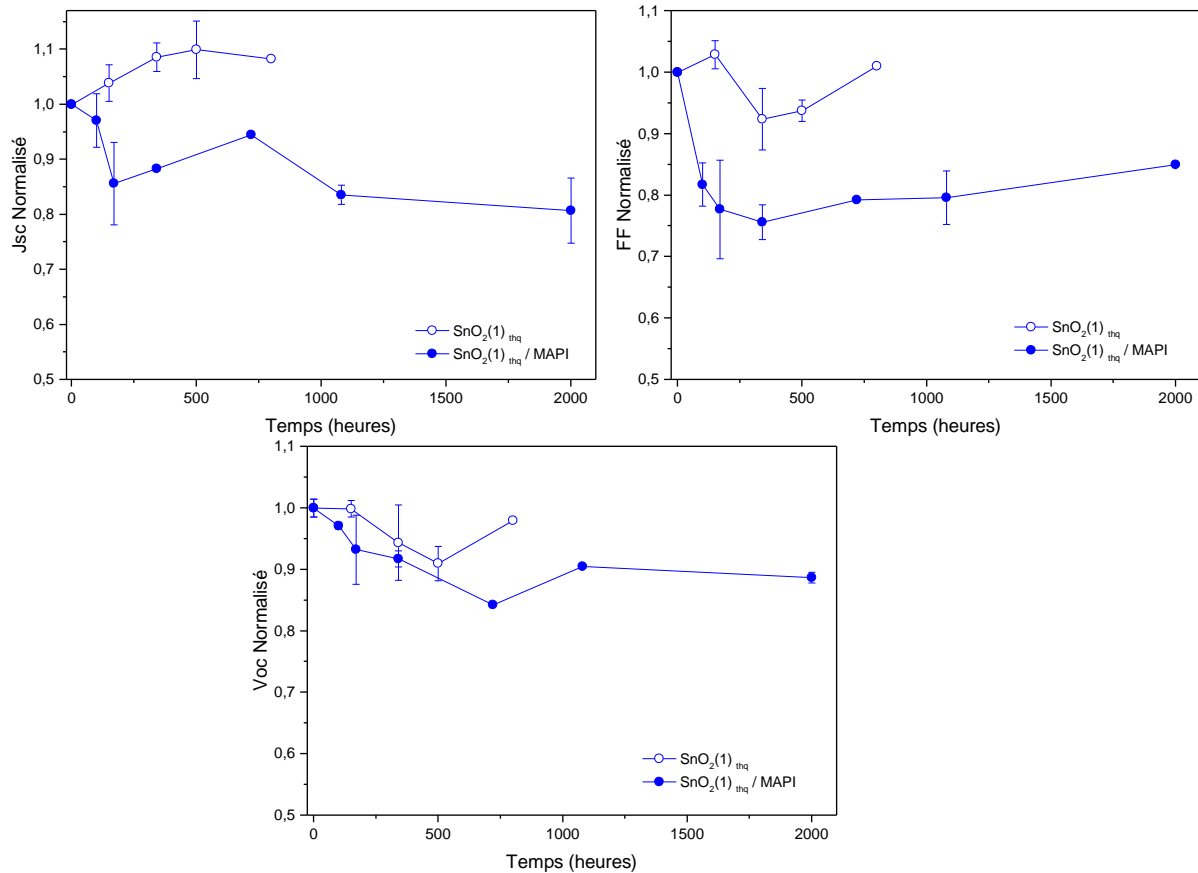 1,1
1,0
0,9
0,8
0,7
0,6
0,5
Jsc Normalisé
0 500 1000 1500 2000
Temps (heures)
SnO2(1) thq
SnO2(1) thq / MAPI
1,1
1,0
0,9
0,8
0,7
0,6
0,5
FF Normalisé
0 500 1000 1500 2000
Temps (heures)
SnO2(1) thq
SnO2(1) thq / MAPI
1,1
1,0
0,9
0,8
0,7
0,6
0,5
Voc Normalisé
0 500 1000 1500 2000
Temps (heures)
SnO2(1) thq
SnO2(1) thq / MAPI